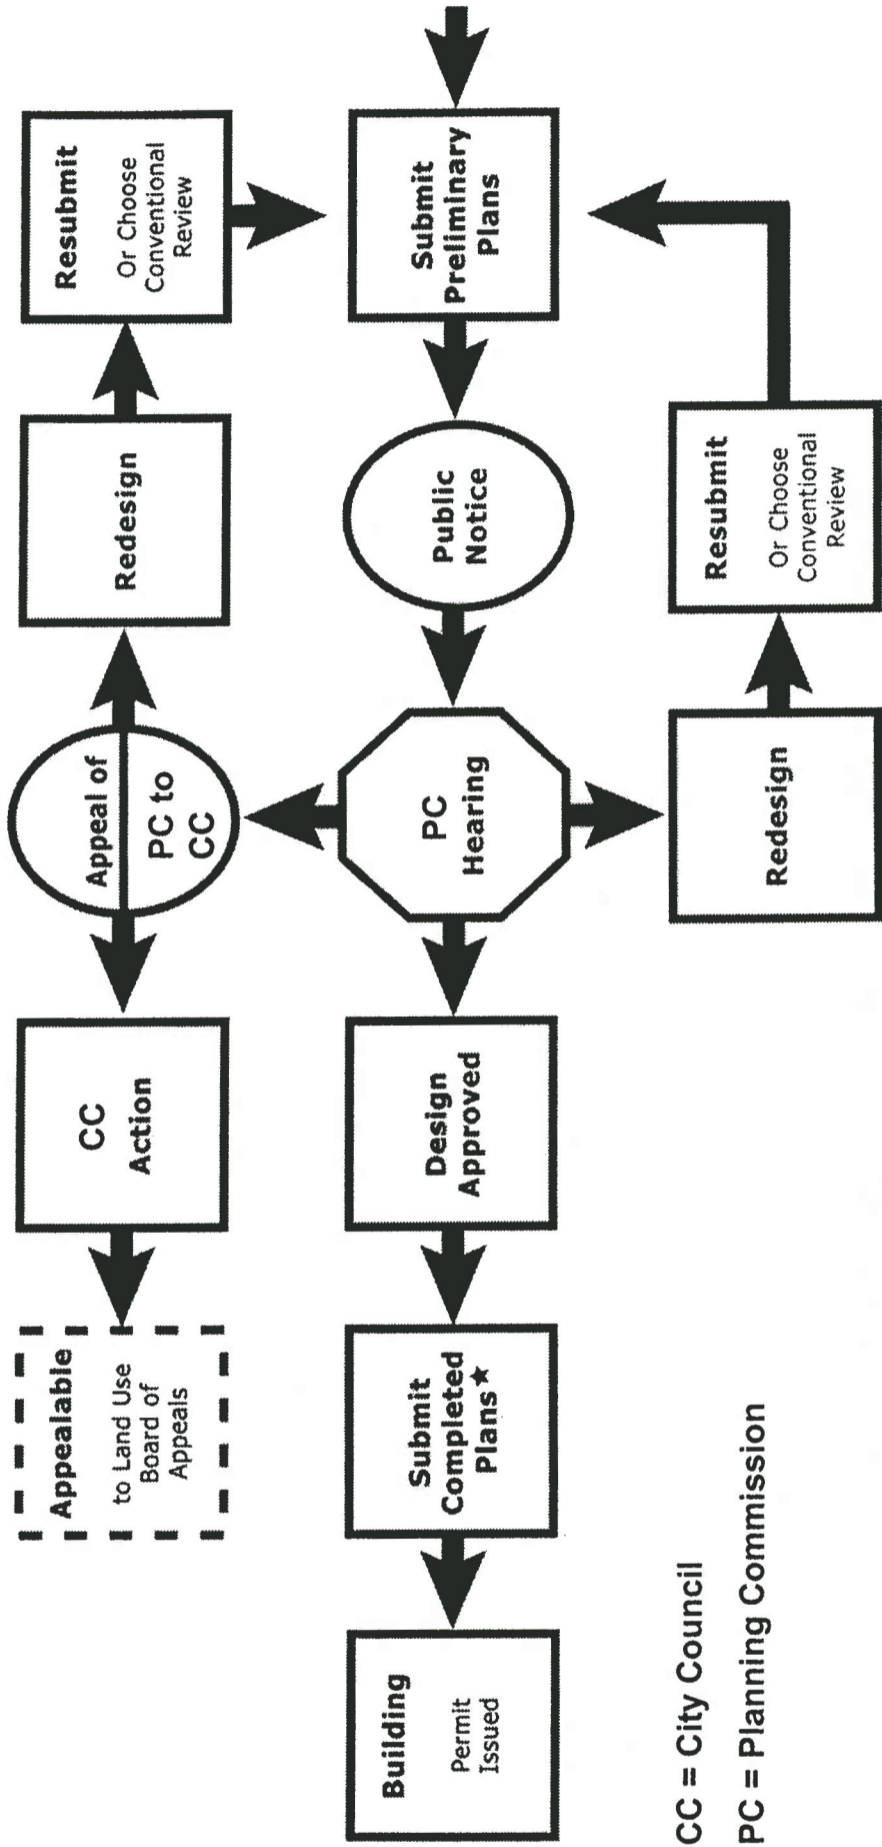 Appealable
to Land Use
Board of
Appeals
CC
Action
Appeal of
PC to
CC
Redesign
Resubmit
Or Choose
Conventional
Review
Building
Permit
Issued
Submit
Completed
Plans★
Design
Approved
PC
Hearing
Public
Notice
Submit
Preliminary
Plans
CC = City Council
PC = Planning Commission
Redesign
Resubmit
Or Choose
Conventional
Review